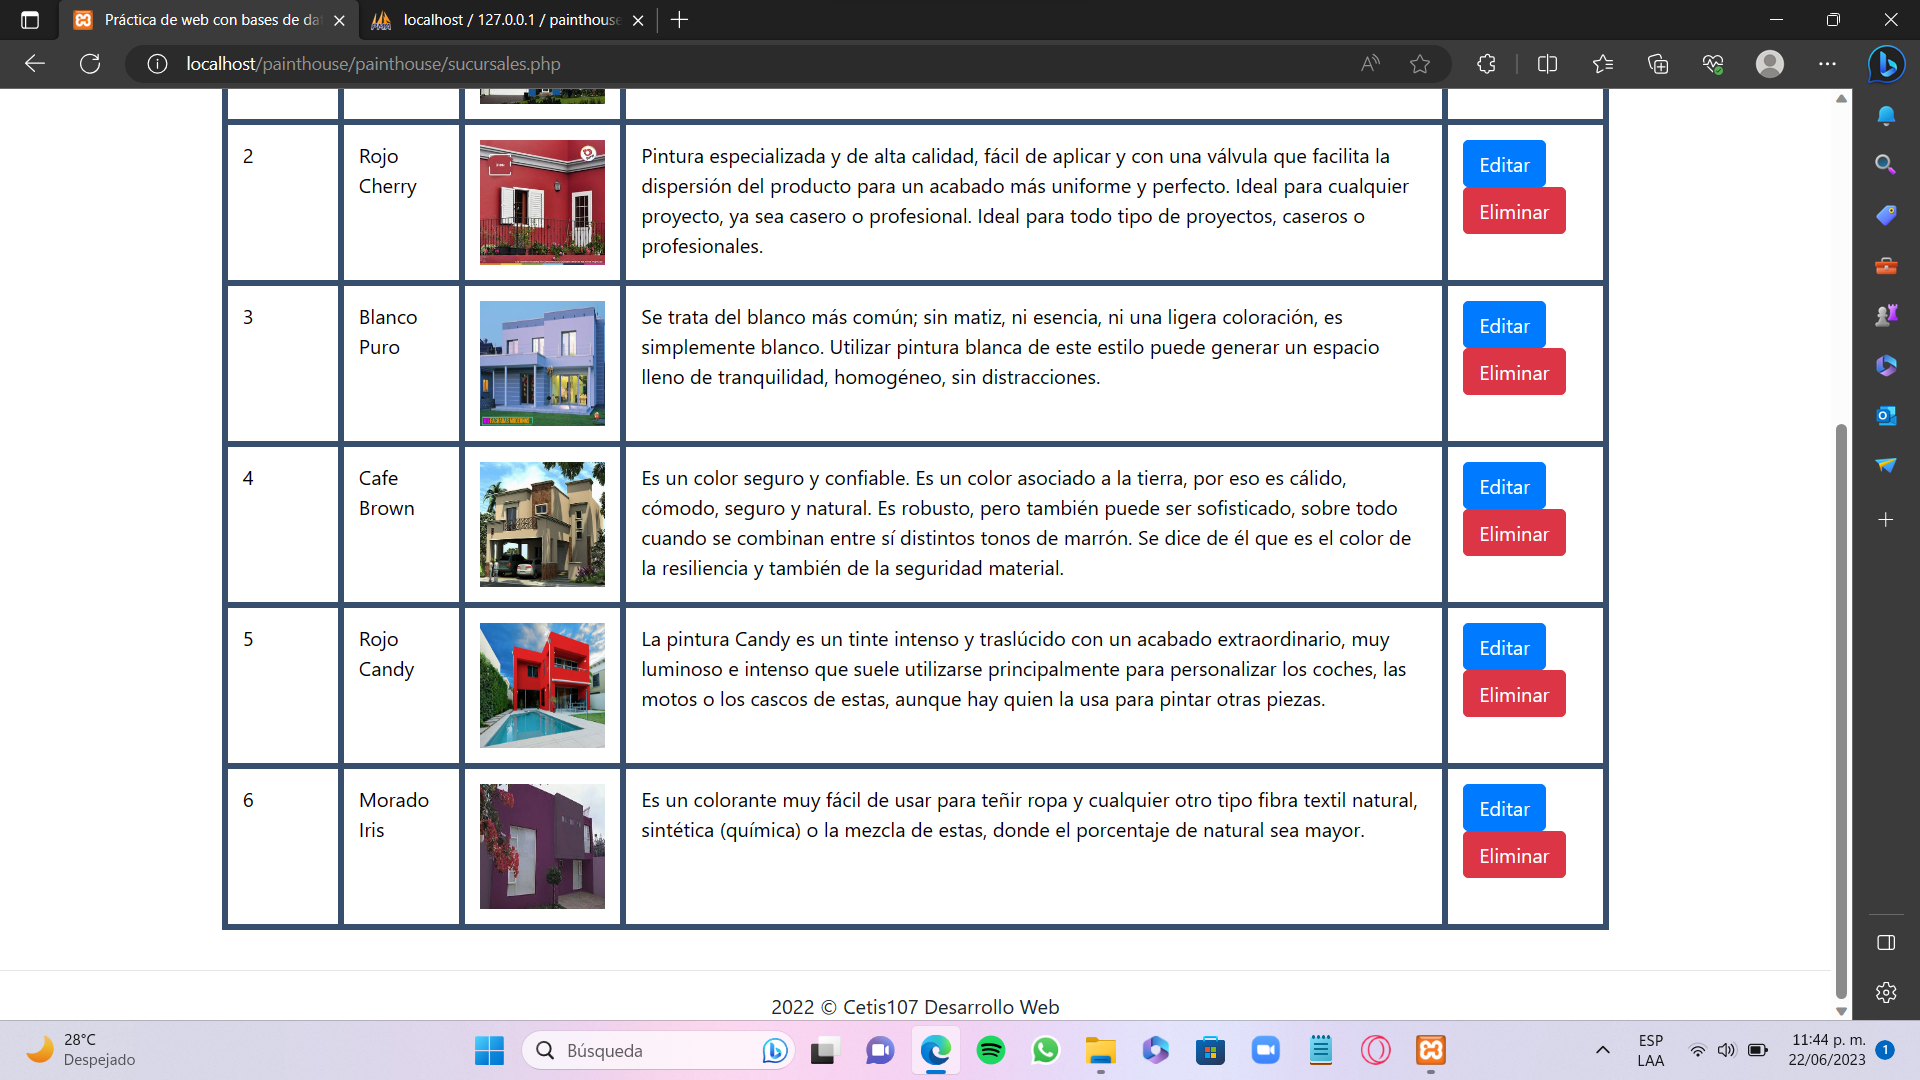 Práctica de web con bases de da
localhost / 127.0.0.1 / painthouse
localhost/painthouse/painthouse/sucursales.php
2
Rojo
Cherry
Pintura especializada y de alta calidad, fácil de aplicar y con una válvula que facilita la
dispersión del producto para un acabado más uniforme y perfecto. Ideal para cualquier
proyecto, ya sea casero o profesional. Ideal para todo tipo de proyectos, caseros o
profesionales.
Editar
Eliminar
3
Blanco
Puro
Se trata del blanco más común; sin matiz, ni esencia, ni una ligera coloración, es
simplemente blanco. Utilizar pintura blanca de este estilo puede generar un espacio
lleno de tranquilidad, homogéneo, sin distracciones.
Editar
Eliminar
4
Cafe
Brown
Es un color seguro y confiable. Es un color asociado a la tierra, por eso es cálido,
cómodo, seguro y natural. Es robusto, pero también puede ser sofisticado, sobre todo
cuando se combinan entre sí distintos tonos de marrón. Se dice de él que es el color de
la resiliencia y también de la seguridad material.
Editar
Eliminar
5
Rojo
Candy
La pintura Candy es un tinte intenso y traslúcido con un acabado extraordinario, muy
luminoso e intenso que suele utilizarse principalmente para personalizar los coches, las
motos o los cascos de estas, aunque hay quien la usa para pintar otras piezas.
Editar
Eliminar
6
Morado
Iris
Es un colorante muy fácil de usar para teñir ropa y cualquier otro tipo fibra textil natural,
sintética (química) o la mezcla de estas, donde el porcentaje de natural sea mayor.
Editar
Eliminar
2022 © Cetis107 Desarrollo Web
28°C
Despejado
Búsqueda
ESP
LAA
11:44 p. m.
22/06/2023
1